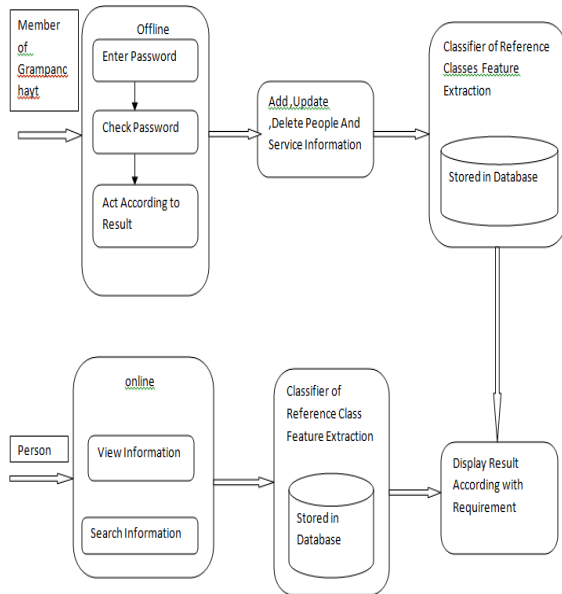 Member
of
Grampanc
hayt
Offline
Enter Password
Check Password
Act According to
Result
Add ,Update
,Delete People And
Service Information
Classifier of Reference
Classes Feature
Extraction
Stored in Database
Person
online
View Information
Search Information
Classifier of
Reference Class
Feature Extraction
Stored in
Database
Display Result
According with
Requirement